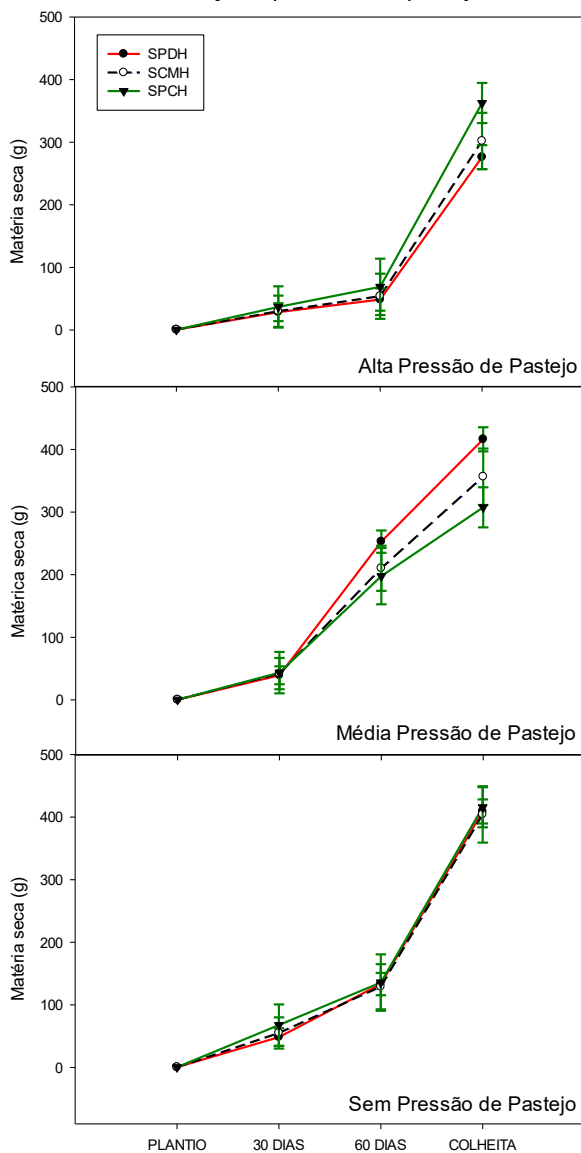 500
SPDH
SCMH
SPCH
400
300
200
100
0
Matéria seca (g)
Alta Pressão de Pastejo
500
400
300
200
100
0
Matérica seca (g)
Média Pressão de Pastejo
500
400
300
200
100
0
Matéria seca (g)
Sem Pressão de Pastejo
PLANTIO 30 DIAS 60 DIAS COLHEITA